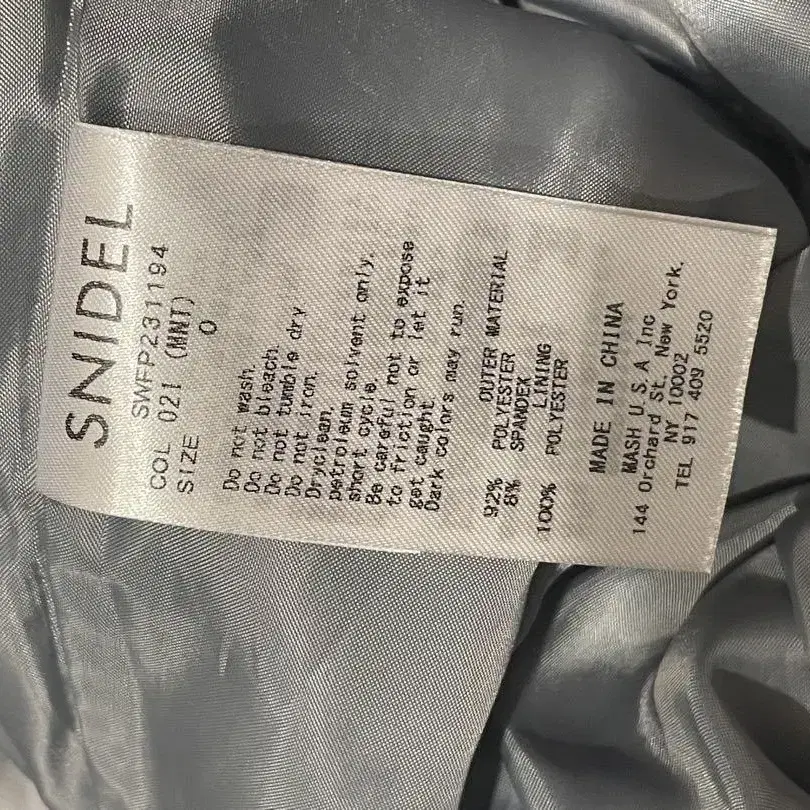 SNIDEL
SWFP231194
COL 021 (MNT)
SIZE 0
Do not wash.
Do not bleach.
Do not tumble dry
Do not iron.
Dryclean.
petroleum solvent only.
short cycle.
Be careful not to expose
to friction or let it
get caught.
Dark colors may run.
OUTER MATERIAL
92% POLYESTER
8% SPANDEX
LINING
100% POLYESTER
MADE IN CHINA
MASH U S A Inc
144 Orchard St. New York.
NY 10002
TEL 917 409 5520